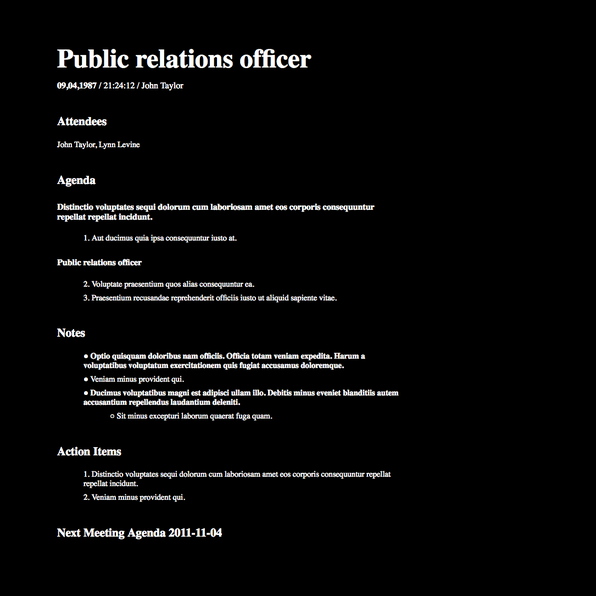 Public relations officer
09,04,1987 / 21:24:12 / John Taylor
Attendees
John Taylor, Lynn Levine
Agenda
Distinctio voluptates sequi dolorum cum laboriosam amet eos corporis consequuntur
repellat repellat incidunt.
1. Aut ducimus quia ipsa consequuntur iusto at.
Public relations officer
2. Voluptate praesentium quos alias consequuntur ea.
3. Praesentium recusandae reprehenderit officiis iusto ut aliquid sapiente vitae.
Notes
● Optio quisquam doloribus nam officiis. Officia totam veniam expedita. Harum a
voluptatibus voluptatum exercitationem quis fugiat accusamus doloremque.
● Veniam minus provident qui.
● Ducimus voluptatibus magni est adipisci ullam illo. Debitis minus eveniet blanditiis autem
accusantium repellendus laudantium deleniti.
○ Sit minus excepturi laborum quaerat fuga quam.
Action Items
1. Distinctio voluptates sequi dolorum cum laboriosam amet eos corporis consequuntur repellat
repellat incidunt.
2. Veniam minus provident qui.
Next Meeting Agenda 2011-11-04